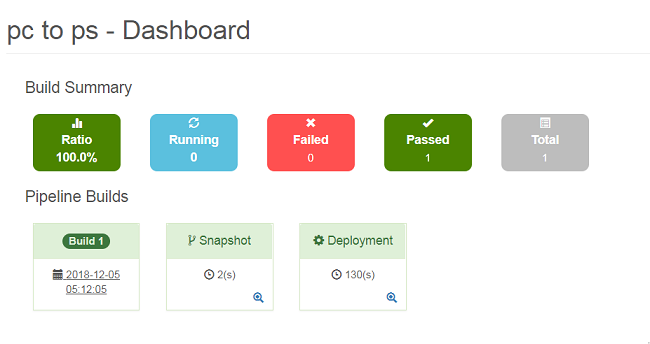 pc to ps - Dashboard
Build Summary
Ratio
100.0%
Running
0
Failed
0
Passed
1
Total
1
Pipeline Builds
Build 1
2018-12-05
05:12:05
Snapshot
2(s)
Deployment
130(s)